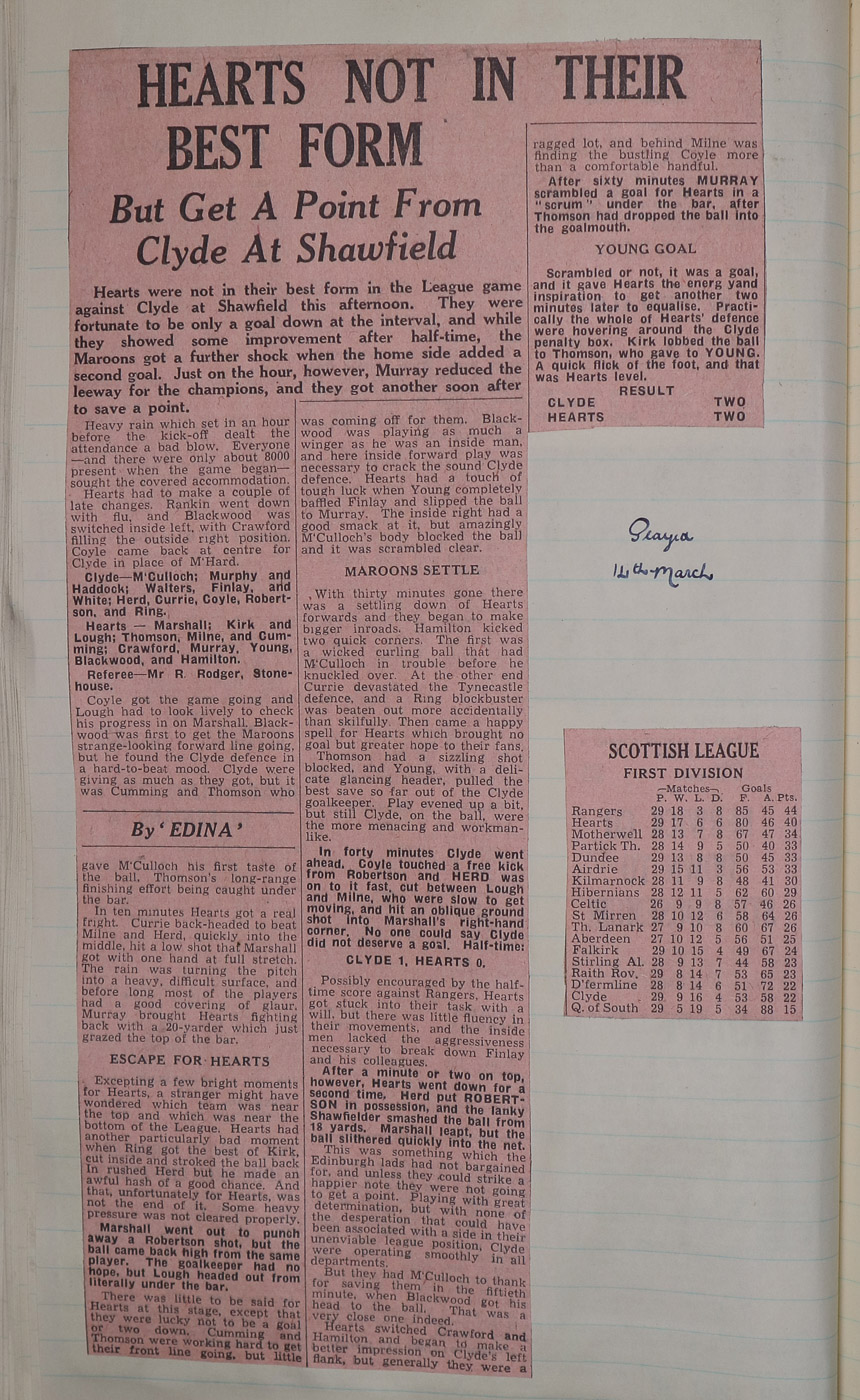 HEARTS NOT IN THEIR
BEST FORM
But Get A Point From
Clyde At Shawfield
Hearts were not in their best form in the League game
against Clyde at Shawfield this afternoon. They were
fortunate to be only a goal down at the interval, and while
they showed some improvement after half-time, the
Maroons got a further shock when the home side added a
second goal. Just on the hour, however, Murray reduced the
leeway for the champions, and they got another soon after
to save a point.
Heavy rain which set in an hour
before the kick-off dealt the
attendance a bad blow. Everyone
—and there were only about 8000
present when the game began—
sought the covered accommodation.
Hearts had to make a couple of
late changes. Rankin went down
with flu, and Blackwood was
switched inside left, with Crawford
filling the outside right position.
Coyle came back at centre for
Clyde in place of M'Hard.
Clyde—M'Culloch; Murphy and
Haddock; Walters, Finlay, and
White; Herd, Currie, Coyle, Robert-
son, and Ring.
Hearts — Marshall; Kirk and
Lough; Thomson, Milne, and Cum-
ming; Crawford, Murray, Young,
Blackwood, and Hamilton.
Referee—Mr R. Rodger, Stone-
house.
Coyle got the game going and
Lough had to look lively to check
his progress in on Marshall. Black-
wood was first to get the Maroons
strange-looking forward line going,
but he found the Clyde defence in
a hard-to-beat mood. Clyde were
giving as much as they got, but it
was Cumming and Thomson who
By 'EDINA'
gave M'Culloch his first taste of
the ball. Thomson's long-range
finishing effort being caught under
the bar.
In ten minutes Hearts got a real
fright. Currie back-headed to beat
Milne and Herd, quickly into the
middle, hit a low shot that Marshall
got with one hand at full stretch.
The rain was turning the pitch
into a heavy, difficult surface, and
before long most of the players
had a good covering of glaur.
Murray brought Hearts fighting
back with a 20-yarder which just
grazed the top of the bar.
ESCAPE FOR HEARTS
Excepting a few bright moments
for Hearts, a stranger might have
wondered which team was near
the top and which was near the
bottom of the League. Hearts had
another particularly bad moment
when Ring got the best of Kirk,
cut inside and stroked the ball back
In rushed Herd but he made an
awful hash of a good chance. And
that, unfortunately for Hearts, was
not the end of it. Some heavy
pressure was not cleared properly.
Marshall went out to punch
away a Robertson shot, but the
ball came back high from the same
player. The goalkeeper had no
hope, but Lough headed out from
literally under the bar.
There was little to be said for
Hearts at this stage, except that
they were lucky not to be a goal
or two down. Cumming and
Thomson were working hard to get
their front line going, but little
was coming off for them. Black-
wood was playing as much a
winger as he was an inside man,
and here inside forward play was
necessary to crack the sound Clyde
defence. Hearts had a touch of
tough luck when Young completely
baffled Finlay and slipped the ball
to Murray. The inside right had a
good smack at it, but amazingly
M'Culloch's body blocked the ball
and it was scrambled clear.
MAROONS SETTLE
With thirty minutes gone there
was a settling down of Hearts
forwards and they began to make
bigger inroads. Hamilton kicked
two quick corners. The first was
a wicked curling ball that had
M'Culloch in trouble before he
knuckled over. At the other end
Currie devastated the Tynecastle
defence, and a Ring blockbuster
was beaten out more accidentally
than skilfully. Then came a happy
spell for Hearts which brought no
goal but greater hope to their fans.
Thomson had a sizzling shot
blocked, and Young, with a deli-
cate glancing header, pulled the
best save so far out of the Clyde
goalkeeper. Play evened up a bit,
but still Clyde, on the ball, were
the more menacing and workman-
like.
In forty minutes Clyde went
ahead. Coyle touched a free kick
from Robertson and HERD was
on to it fast, cut between Lough
and Milne, who were slow to get
moving, and hit an oblique ground
shot into Marshall's right-hand
corner. No one could say Clyde
did not deserve a goal. Half-time:
CLYDE 1, HEARTS 0.
Possibly encouraged by the half-
time score against Rangers, Hearts
got stuck into their task with a
will, but there was little fluency in
their movements, and the inside
men lacked the aggressiveness
necessary to break down Finlay
and his colleagues.
After a minute or two on top,
however, Hearts went down for a
second time. Herd put ROBERT-
SON in possession, and the lanky
Shawfielder smashed the ball from
18 yards. Marshall leapt, but the
ball slithered quickly into the net.
This was something which the
Edinburgh lads had not bargained
for, and unless they could strike a
happier note they were not going
to get a point. Playing with great
determination, but with none of
the desperation that could have
been associated with a side in their
unenviable league position, Clyde
were operating smoothly in all
departments.
But they had M'Culloch to thank
for saving them in the fiftieth
minute, when Blackwood got his
head to the ball. That was a
very close one indeed.
Hearts switched Crawford and
Hamilton and began to make a
better impression on Clyde's left
flank, but generally they were a
ragged lot, and behind Milne was
finding the bustling Coyle more
than a comfortable handful.
After sixty minutes MURRAY
scrambled a goal for Hearts in a
"scrum" under the bar, after
Thomson had dropped the ball into
the goalmouth.
YOUNG GOAL
Scrambled or not, it was a goal,
and it gave Hearts the energ yand
inspiration to get another two
minutes later to equalise. Practi-
cally the whole of Hearts' defence
were hovering around the Clyde
penalty box. Kirk lobbed the ball
to Thomson, who gave to YOUNG.
A quick flick of the foot, and that
was Hearts level.
RESULT
CLYDE TWO
HEARTS TWO
Played
14th March
SCOTTISH LEAGUE
FIRST DIVISION
Matches Goals
P. W. L. D. F. A. Pts.
Rangers 29 18 3 8 85 45 44
Hearts 29 17 6 6 80 46 40
Motherwell 28 13 7 8 67 47 34
Partick Th. 28 14 9 5 50 40 33
Dundee 29 13 8 8 50 45 33
Airdrie 29 15 11 3 56 53 33
Kilmarnock 28 11 9 8 48 41 30
Hibernians 28 12 11 5 62 60 29
Celtic 26 9 9 8 57 46 26
St Mirren 28 10 12 6 58 64 26
Th. Lanark 27 9 10 8 60 67 26
Aberdeen 27 10 12 5 56 51 25
Falkirk 29 10 15 4 49 67 24
Stirling Al. 28 9 13 7 44 58 23
Raith Rov. 29 8 14 7 53 65 23
D'fermline 28 8 14 6 51 72 22
Clyde 29 9 16 4 53 58 22
Q. of South 29 5 19 5 34 88 15